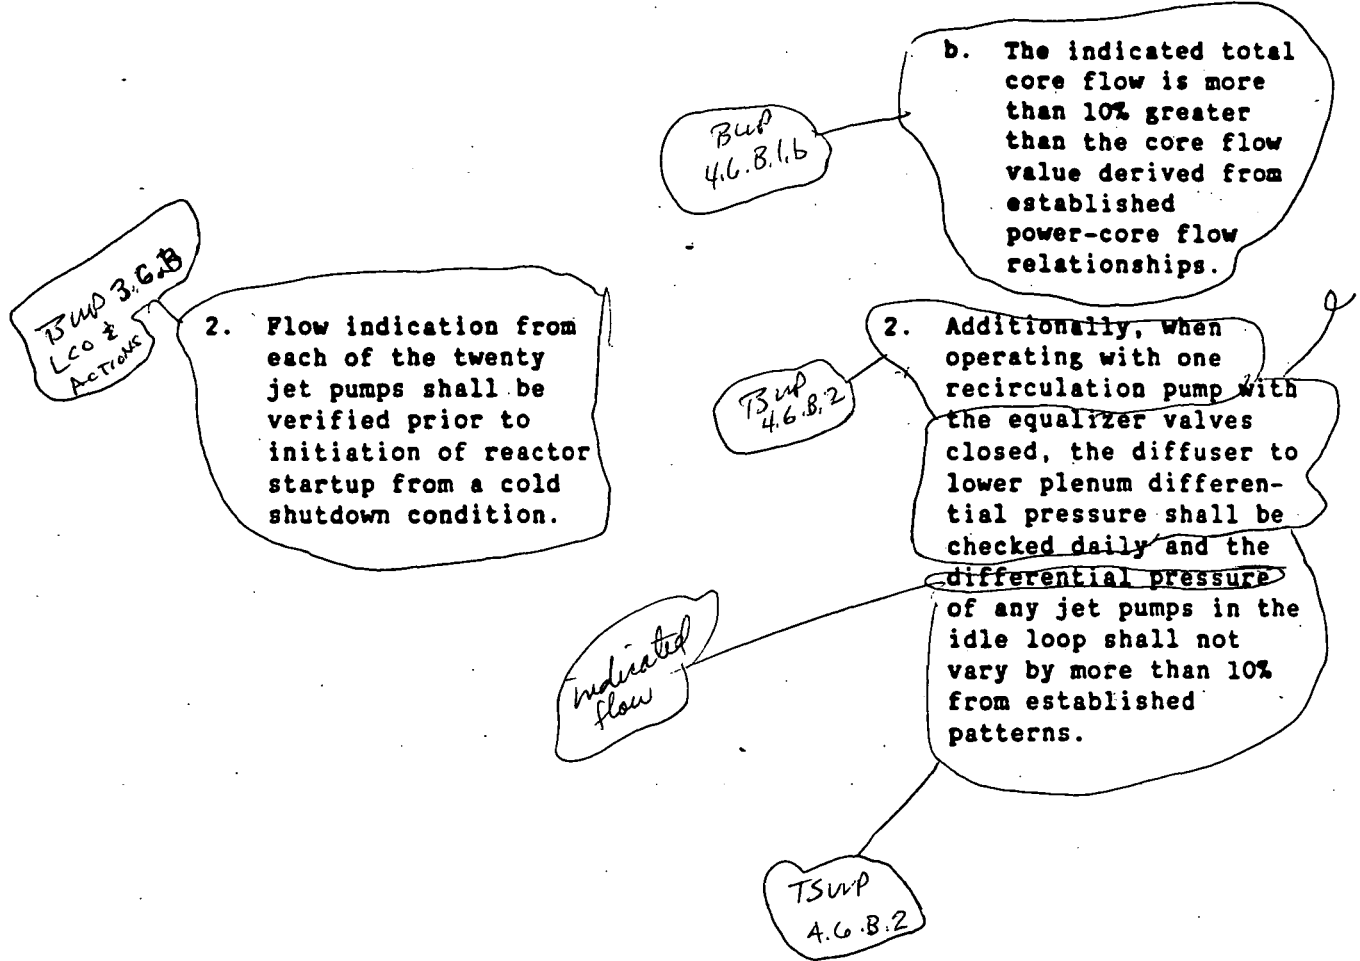 b. The indicated total
core flow is more
than 10% greater
than the core flow
value derived from
established
power-core flow
relationships.
4.6.B.1.b
3.6.B
LCO &
ACTIONS
2. Flow indication from
each of the twenty
jet pumps shall be
verified prior to
initiation of reactor
startup from a cold
shutdown condition.
2. Additionally, when
operating with one
recirculation pump with
the equalizer valves
closed, the diffuser to
lower plenum differen-
tial pressure shall be
checked daily and the
differential pressure
of any jet pumps in the
idle loop shall not
vary by more than 10%
from established
patterns.
4.6.B.2
indicated
flow
TSUP
4.6.B.2